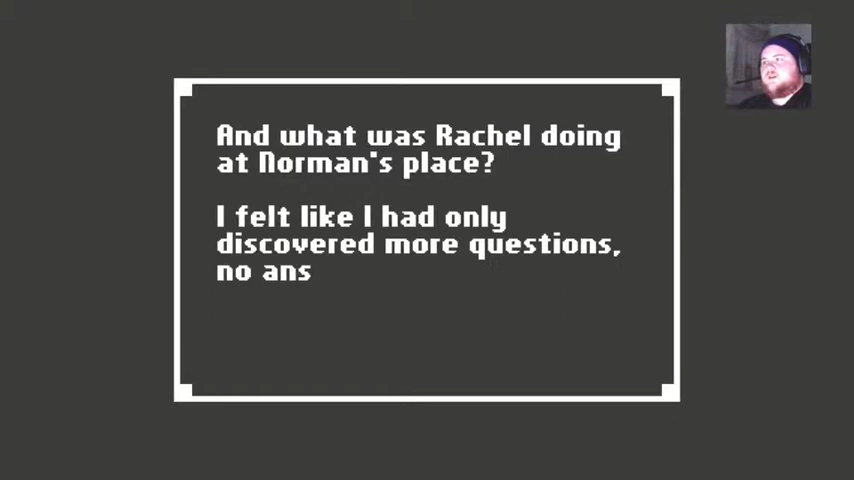 And what was Rachel doing
at Norman's place?
I felt like I had only
discovered more questions,
no ans